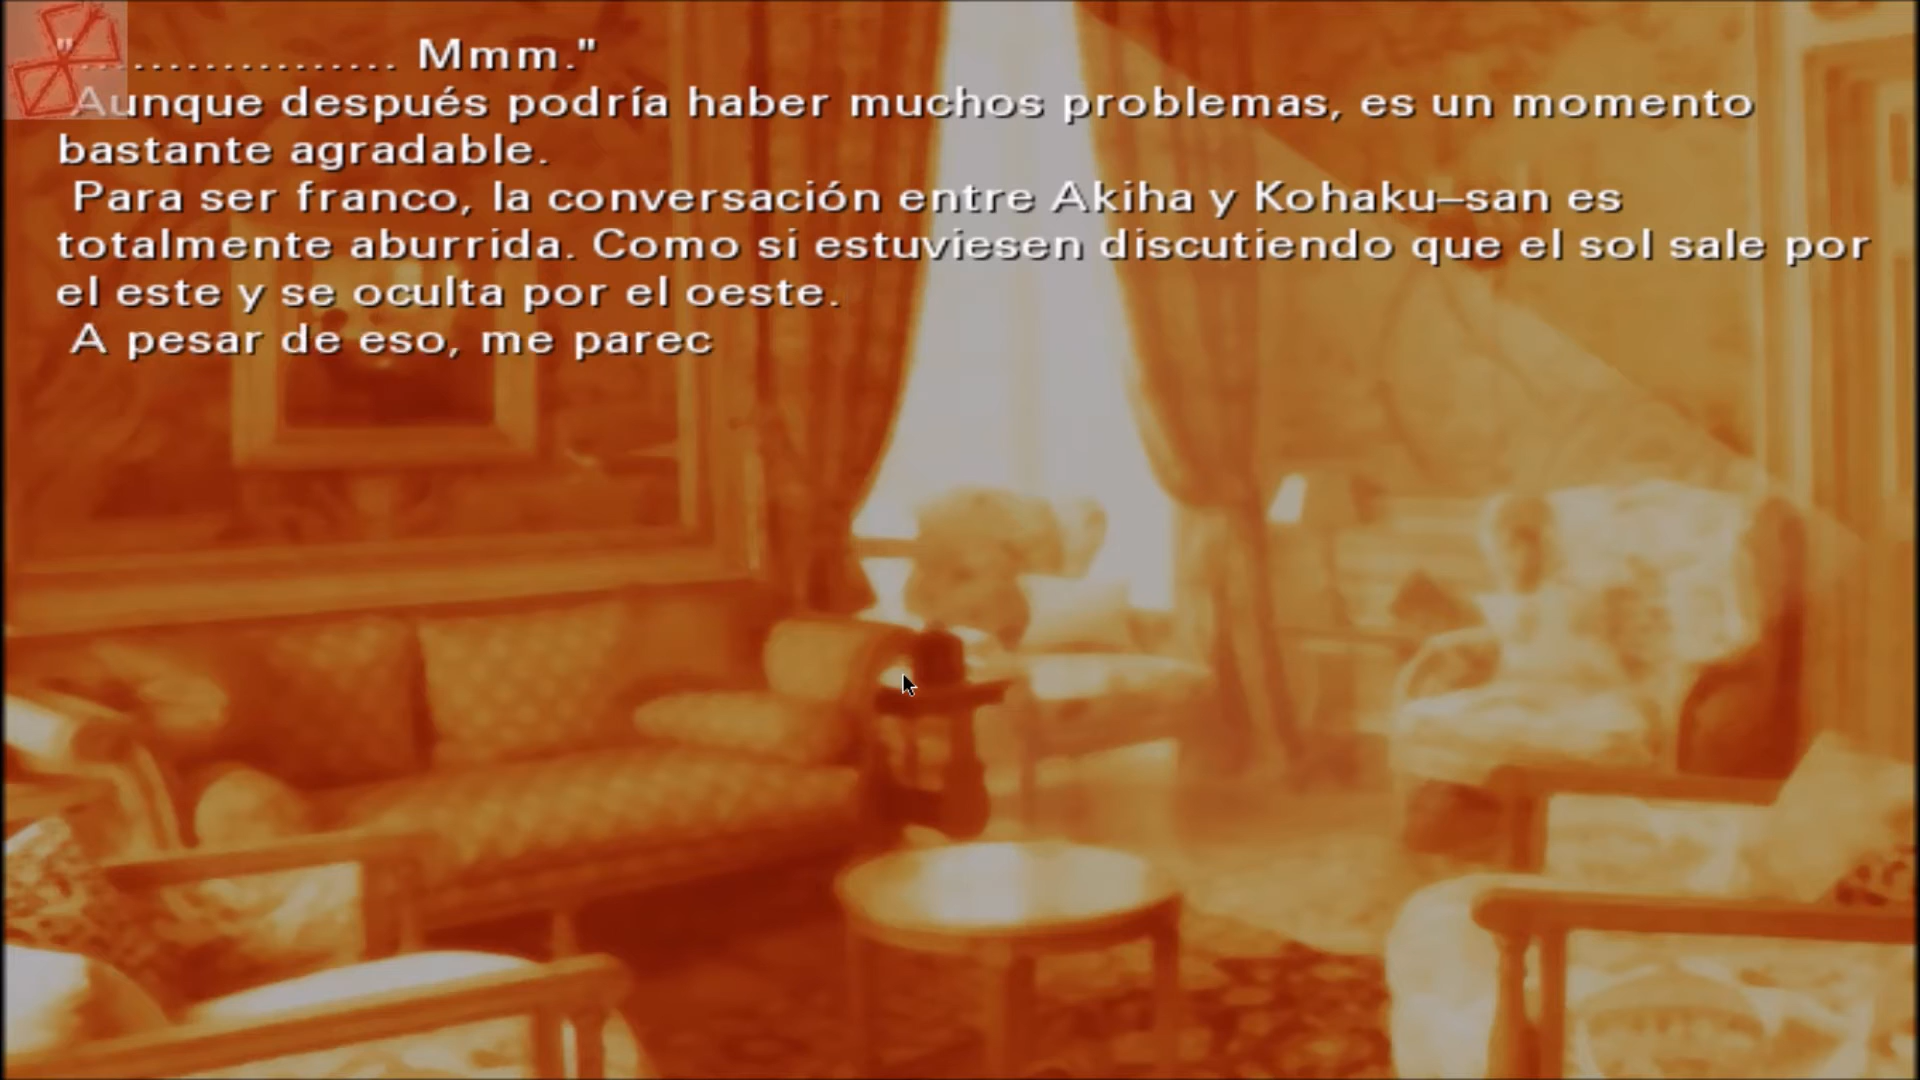 "................... Mmm."
Aunque después podría haber muchos problemas, es un momento
bastante agradable.
Para ser franco, la conversación entre Akiha y Kohaku–san es
totalmente aburrida. Como si estuviesen discutiendo que el sol sale por
el este y se oculta por el oeste.
A pesar de eso, me parec